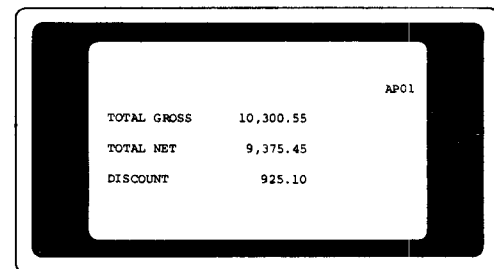 AP01
TOTAL GROSS 10,300.55
TOTAL NET 9,375.45
DISCOUNT 925.10